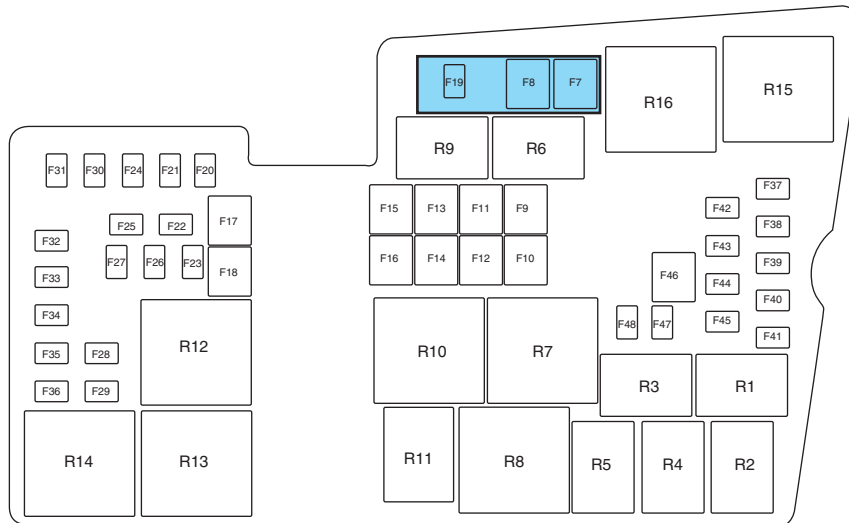 F19 F8 F7
R16 R15
R9 R6
F31 F30 F24 F21 F20
F37
F15 F13 F11 F9
F42
F25 F22 F17
F38
F32
F16 F14 F12 F10
F43
F27 F26 F23 F18
F39
F33
F46 F44
F40
F34
F48 F47 F45
F41
R12 R10 R7
F35 F28
R3 R1
F36 F29
R14 R13
R11 R8 R5 R4 R2